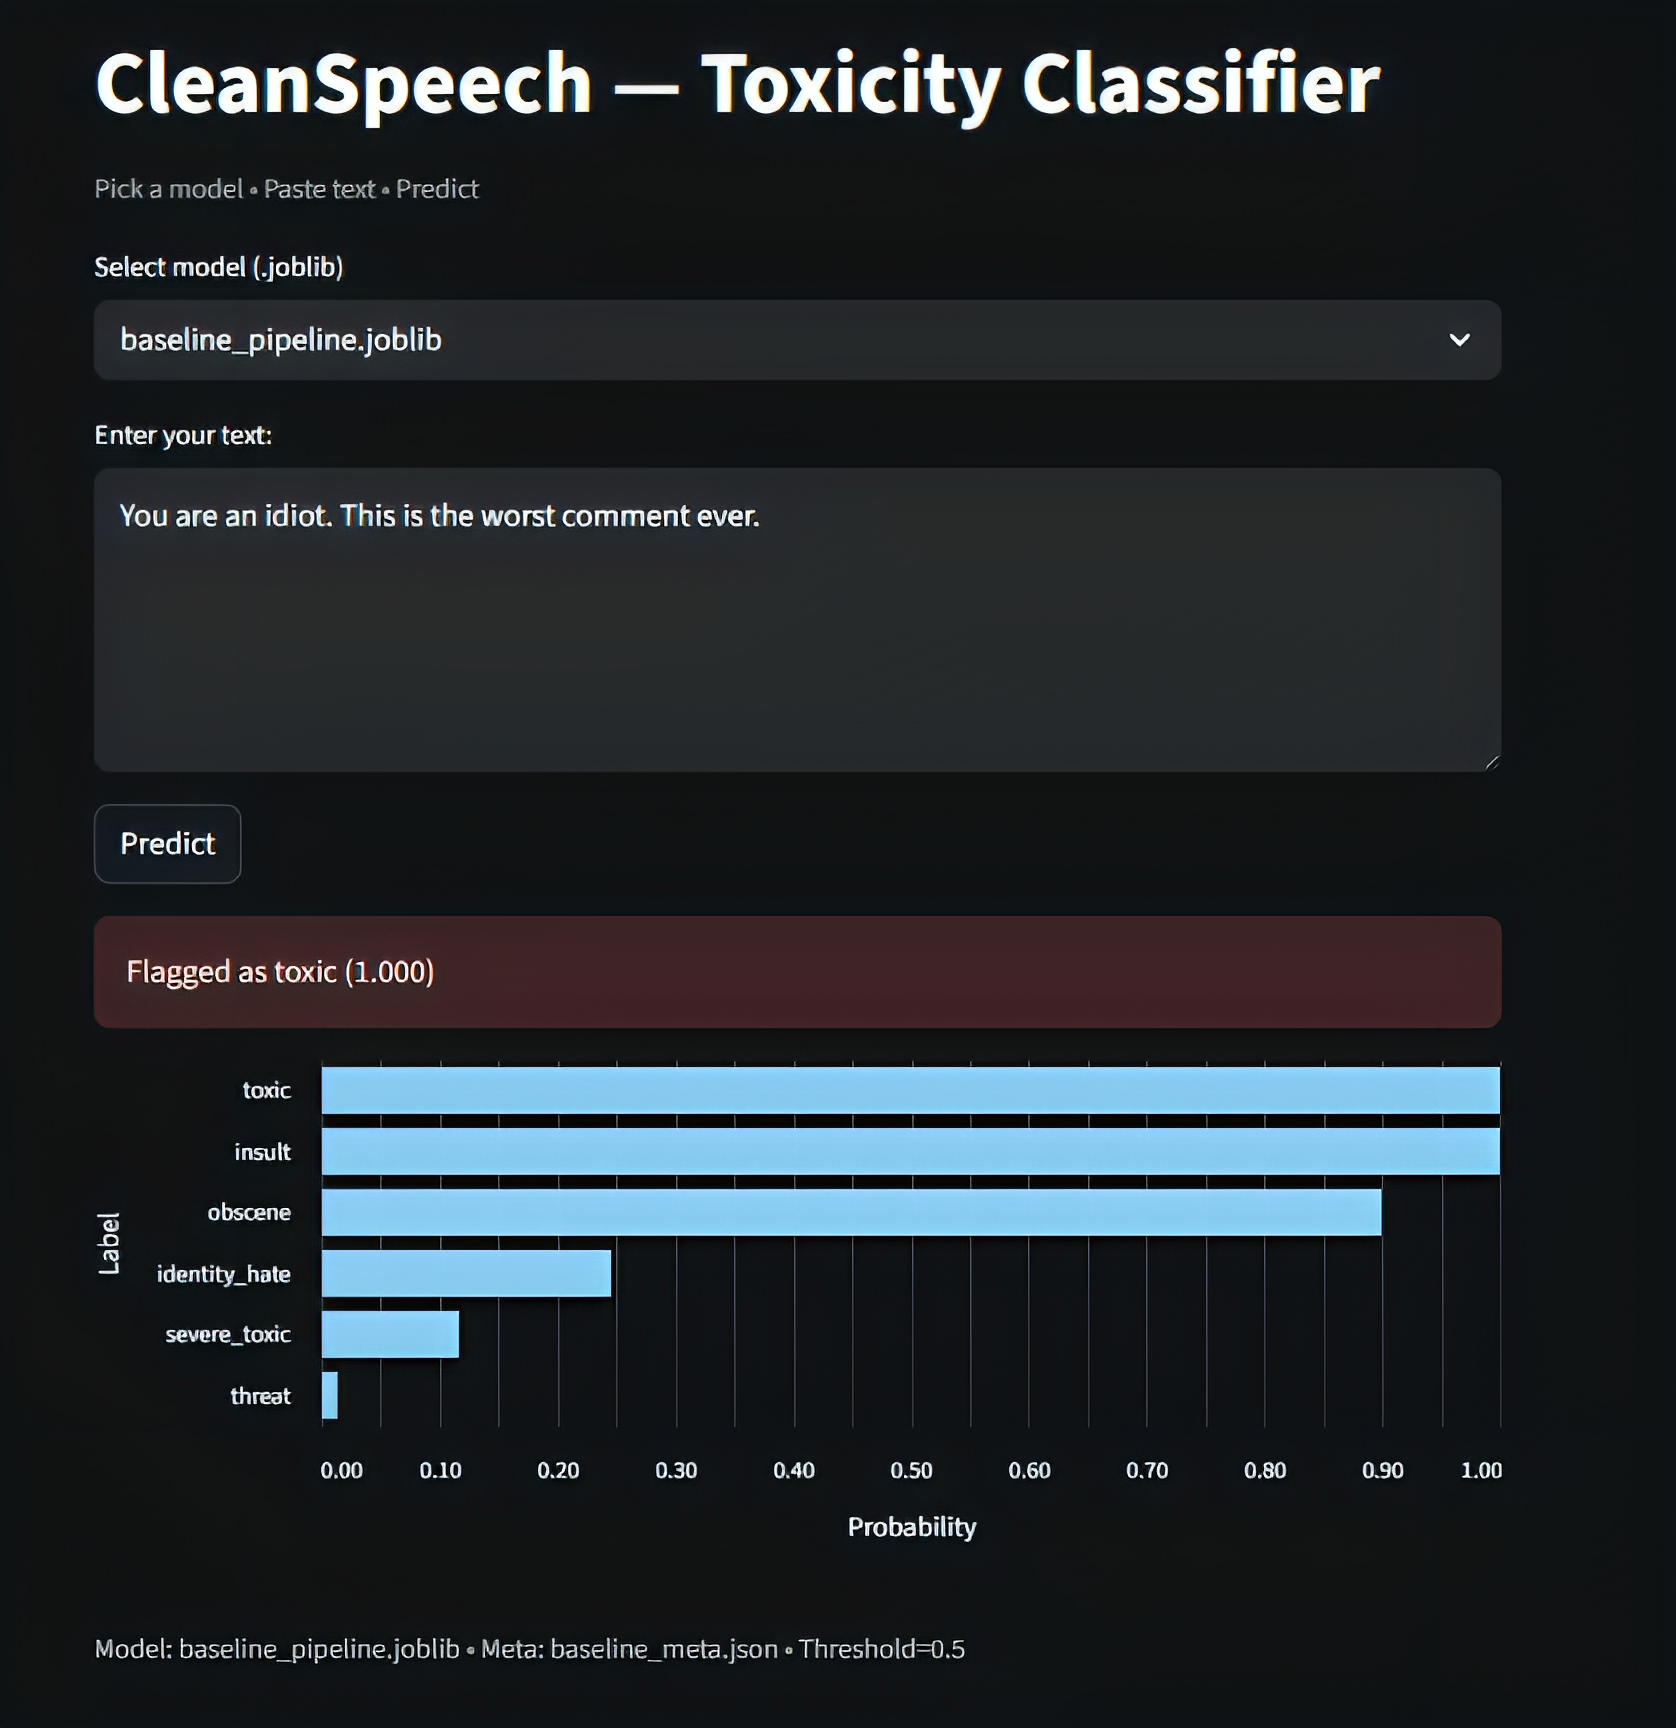 CleanSpeech — Toxicity Classifier
Pick a model • Paste text • Predict
Select model (.joblib)
baseline_pipeline.joblib
Enter your text:
You are an idiot. This is the worst comment ever.
Predict
Flagged as toxic (1.000)
Label
toxic
insult
obscene
identity_hate
severe_toxic
threat
0.00 0.10 0.20 0.30 0.40 0.50 0.60 0.70 0.80 0.90 1.00
Probability
Model: baseline_pipeline.joblib • Meta: baseline_meta.json • Threshold=0.5